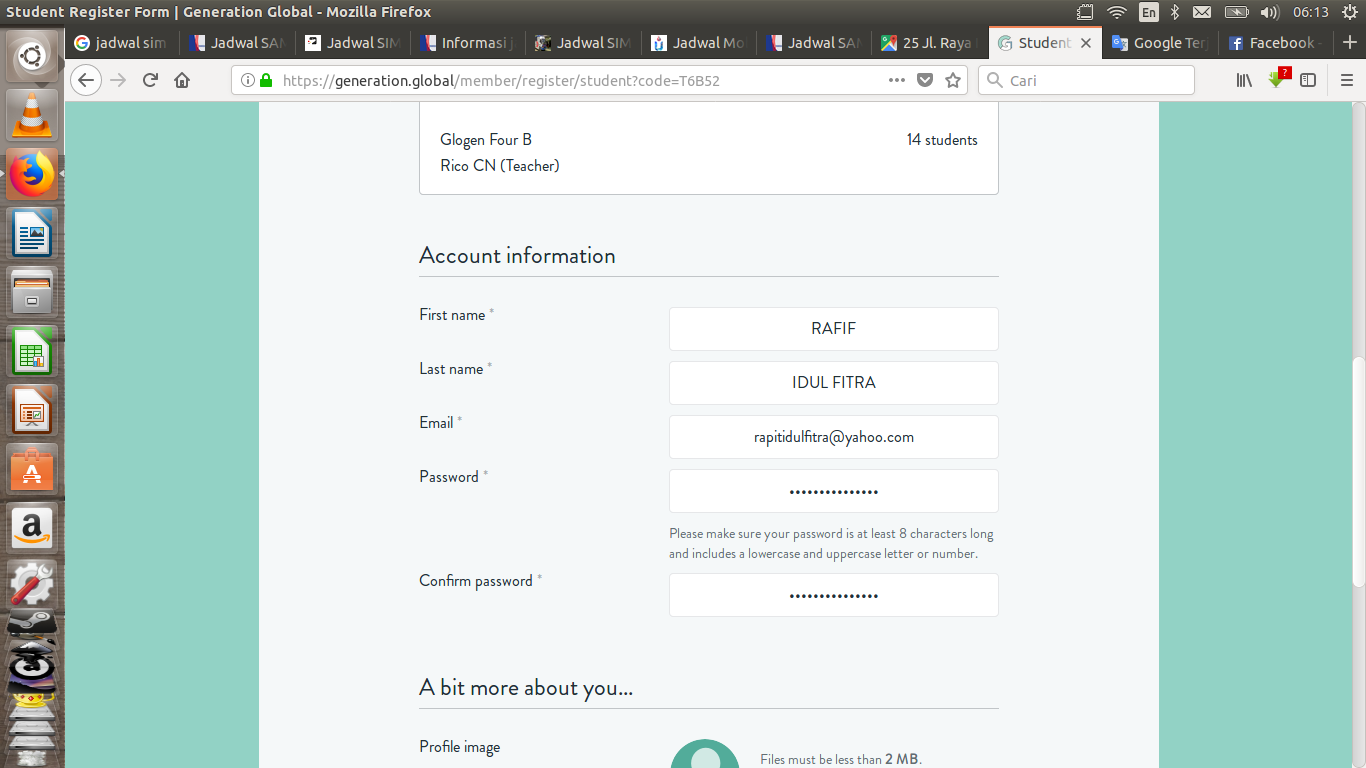 Student Register Form | Generation Global - Mozilla Firefox
En
06:13
jadwal sim
Jadwal SAM
Jadwal SIM
Informasi j
Jadwal SIM
Jadwal Mo
Jadwal SAM
25 Jl. Raya
Student
Google Ter
Facebook -
https://generation.global/member/register/student?code=T6B52
Cari
?
Glogen Four B
14 students
Rico CN (Teacher)
Account information
First name *
RAFIF
Last name *
IDUL FITRA
Email *
rapitidulfitra@yahoo.com
Password *
•••••••••••••••
Please make sure your password is at least 8 characters long
and includes a lowercase and uppercase letter or number.
Confirm password *
•••••••••••••••
A bit more about you...
Profile image
Files must be less than 2 MB.